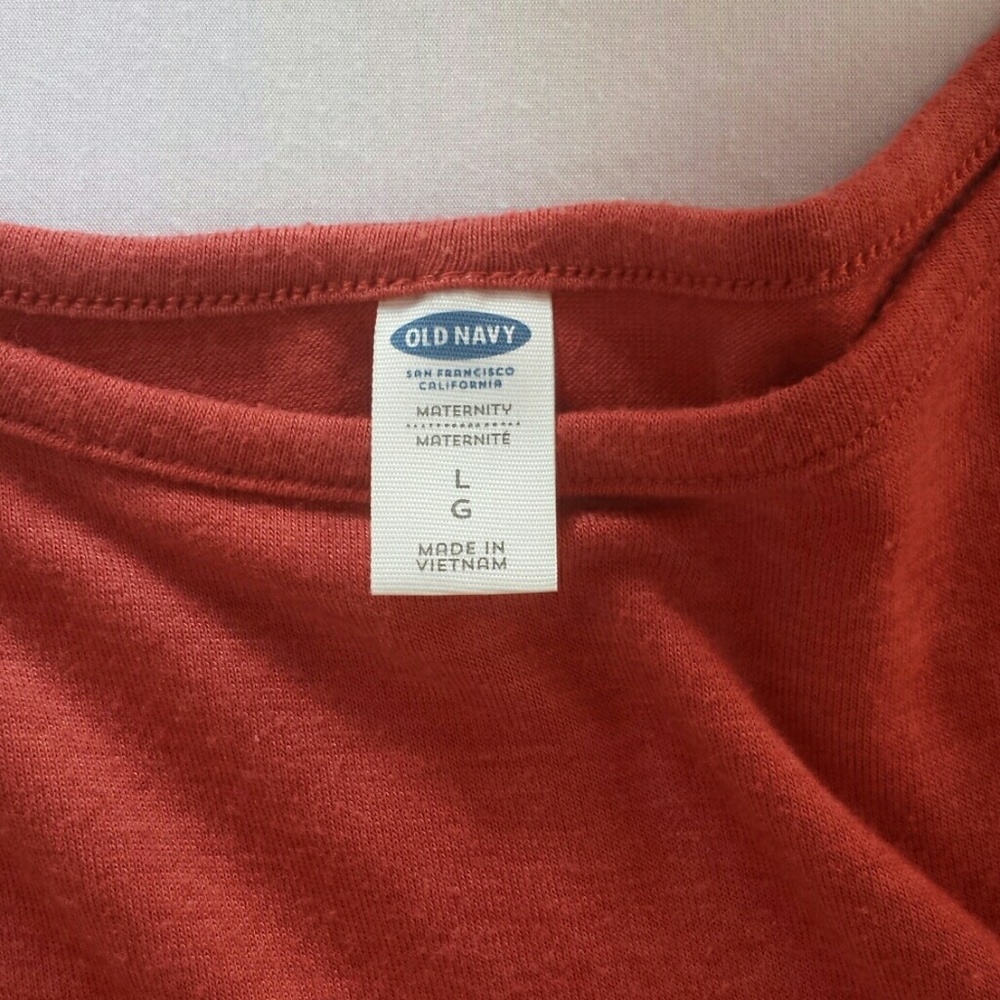 OLD NAVY
SAN FRANCISCO
CALIFORNIA
MATERNITY
MATERNITÉ
L
G
MADE IN
VIETNAM